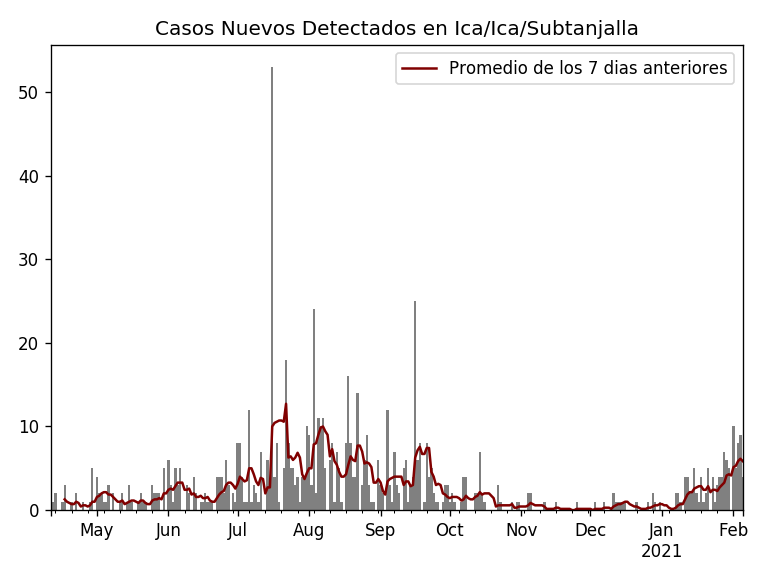 Casos Nuevos Detectados en Ica/Ica/Subtanjalla
Promedio de los 7 dias anteriores
50
40
30
20
10
0
May Jun Jul Aug Sep Oct Nov Dec Jan Feb
2021